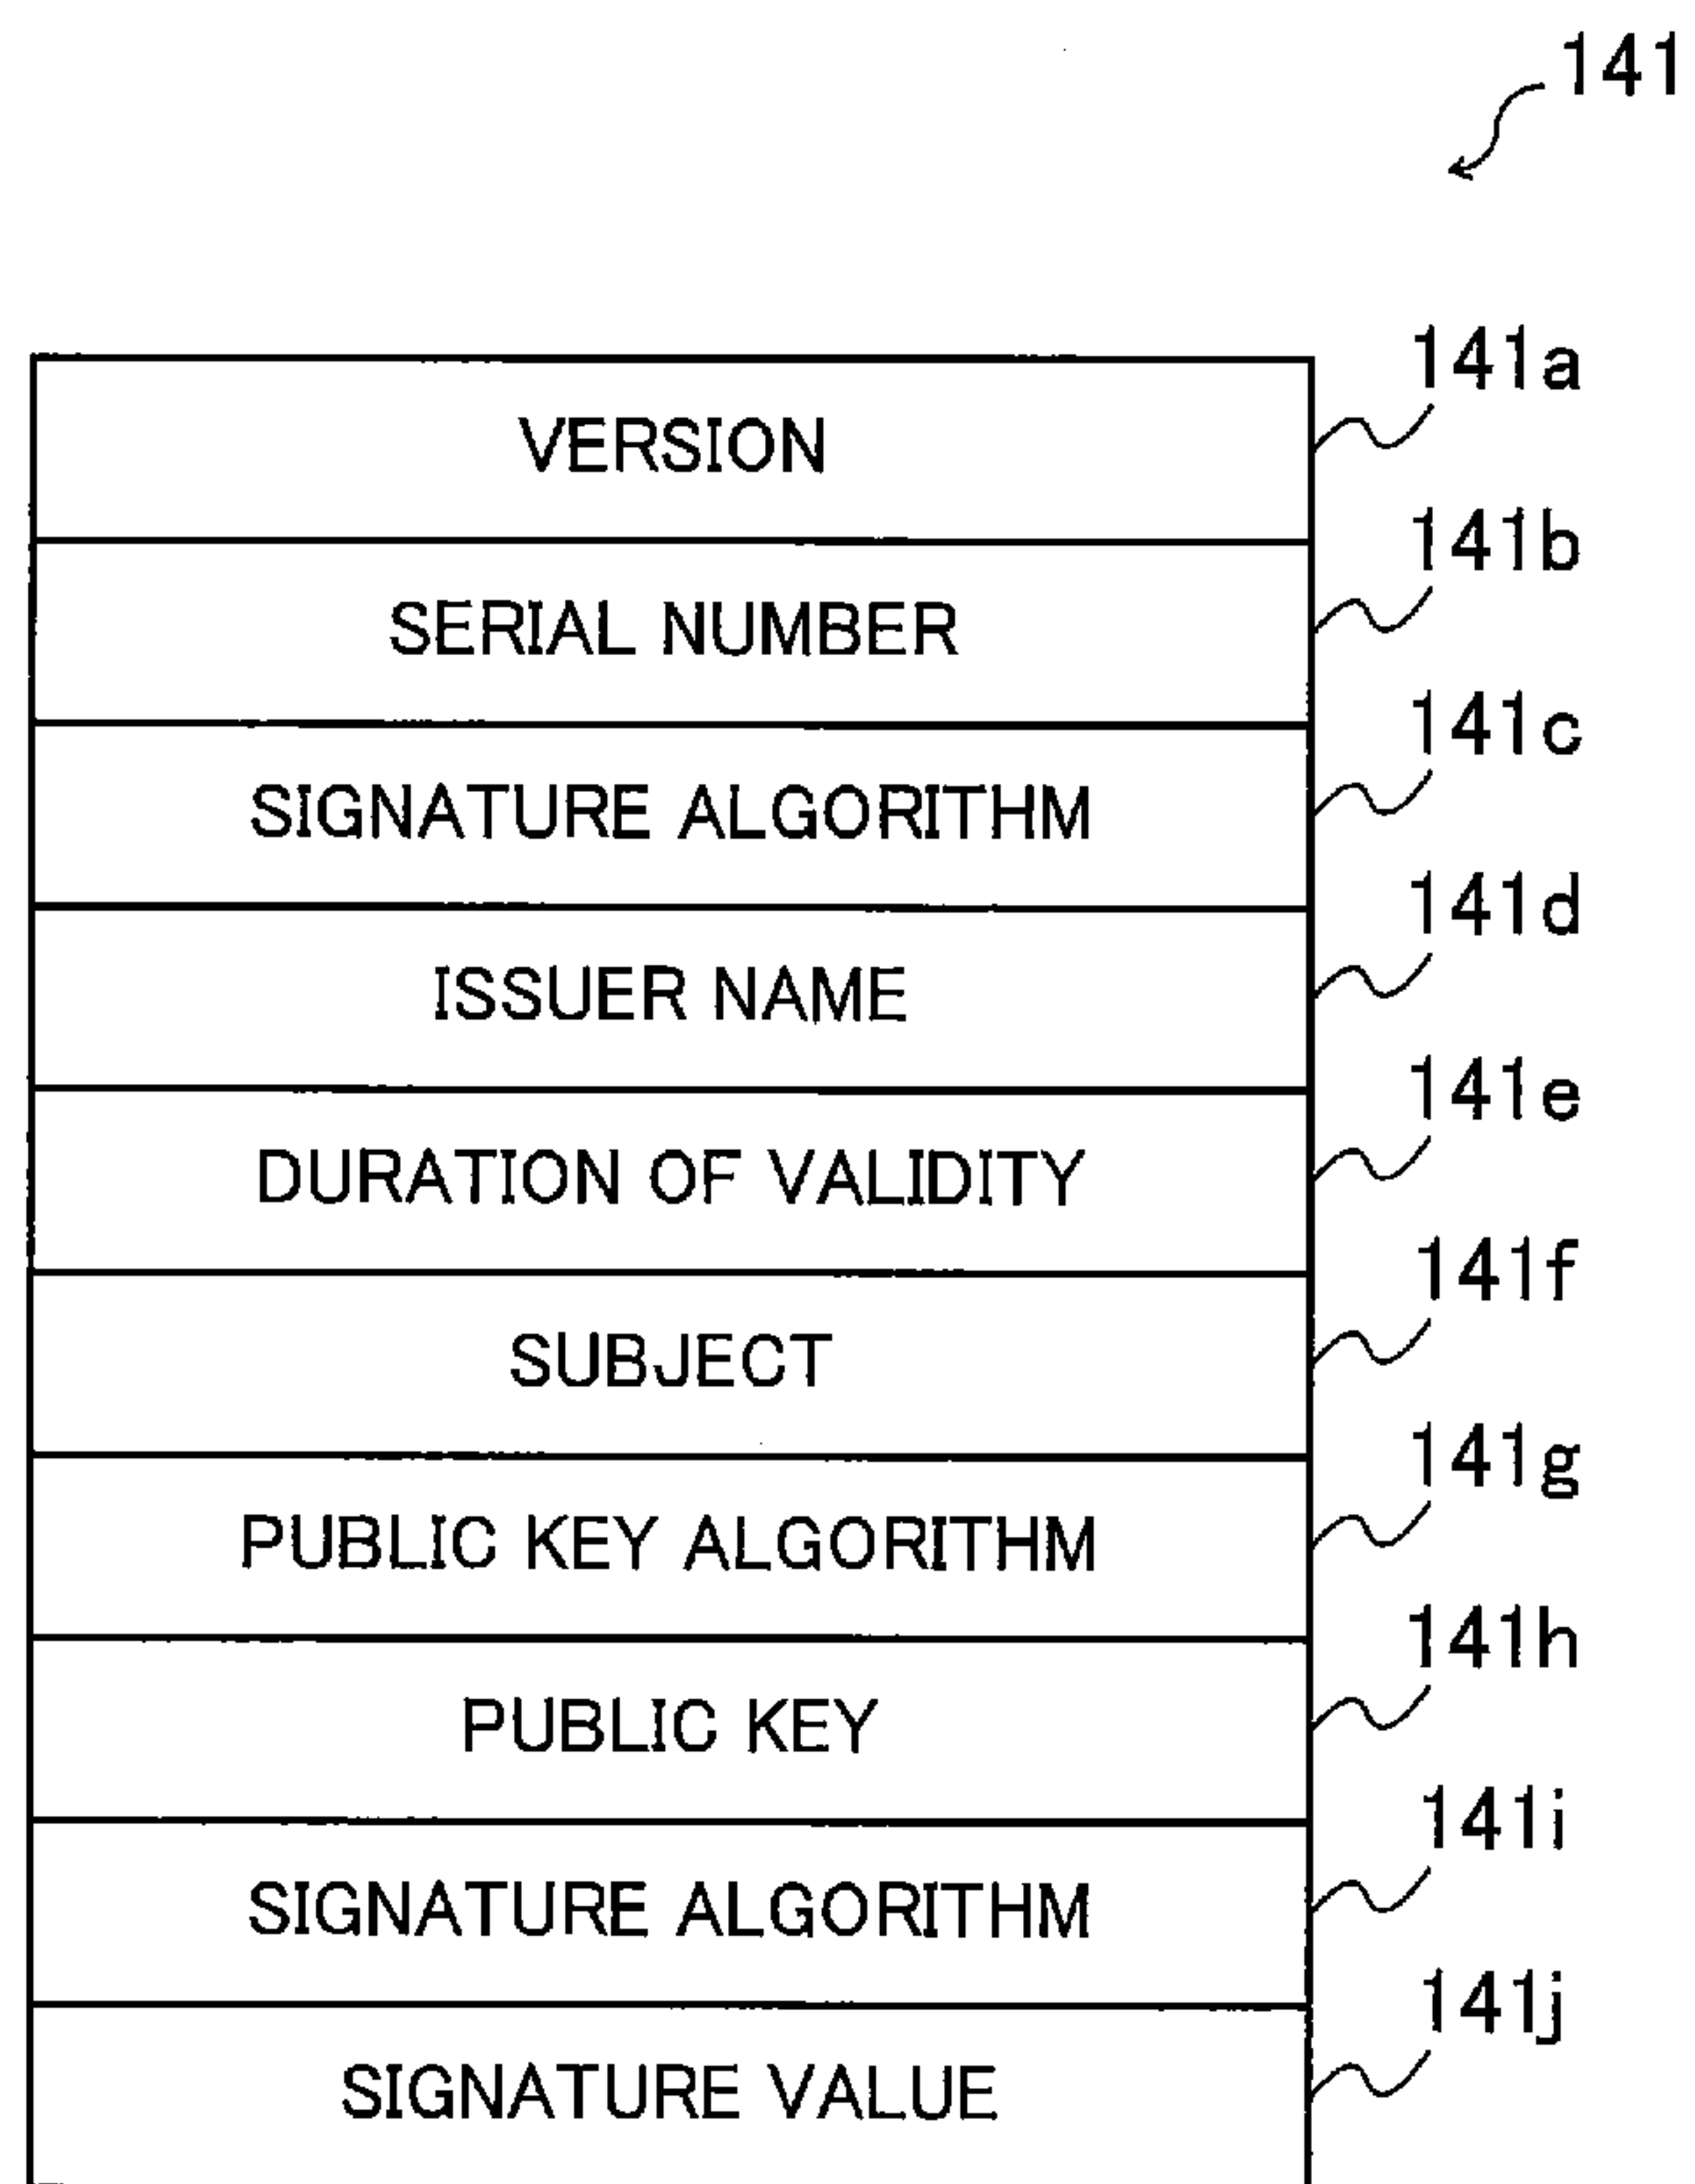 141
141a
VERSION
141b
SERIAL NUMBER
141c
SIGNATURE ALGORITHM
141d
ISSUER NAME
141e
DURATION OF VALIDITY
141f
SUBJECT
141g
PUBLIC KEY ALGORITHM
141h
PUBLIC KEY
141i
SIGNATURE ALGORITHM
141j
SIGNATURE VALUE